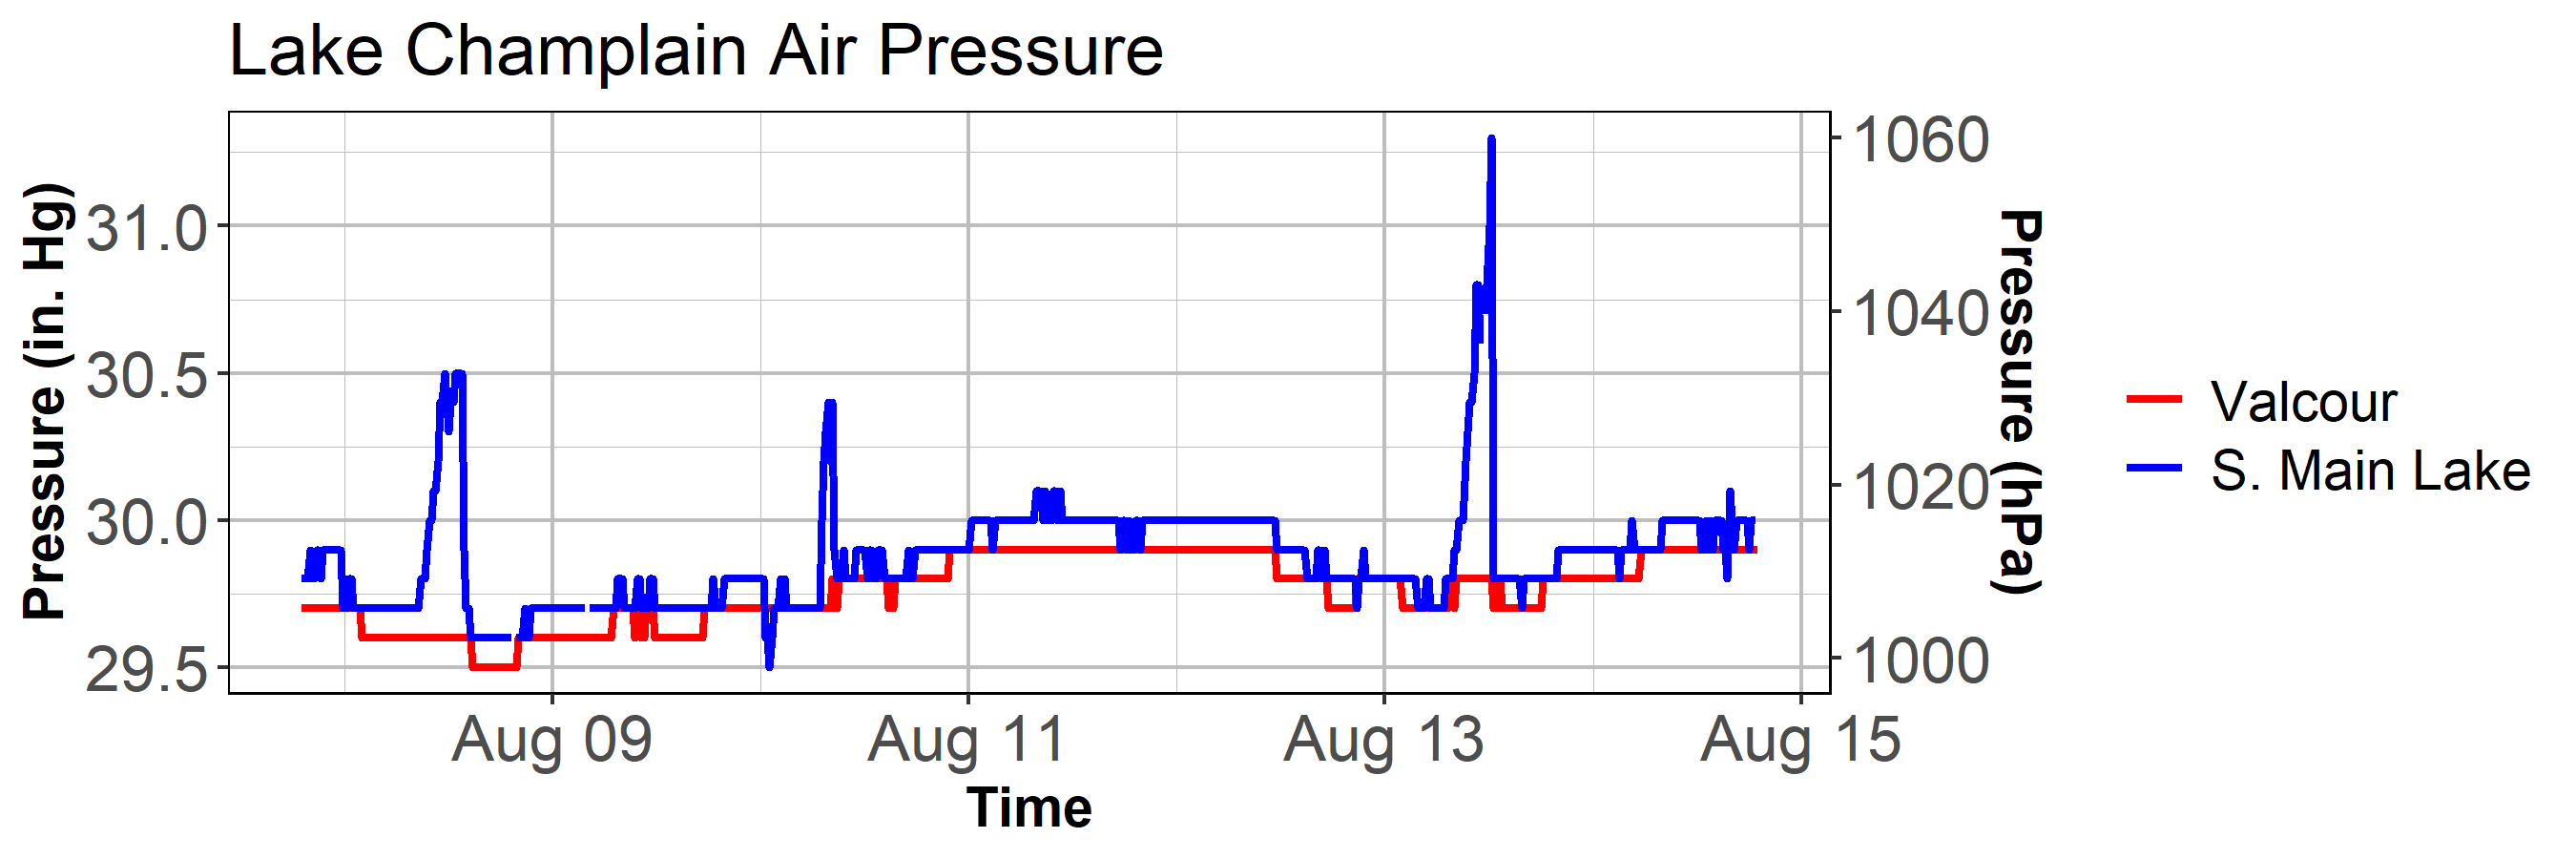 Lake Champlain Air Pressure
Pressure (in. Hg)
31.0
30.5
30.0
29.5
1060
1040
1020
1000
Pressure (hPa)
Aug 09
Aug 11
Aug 13
Aug 15
Time
Valcour
S. Main Lake